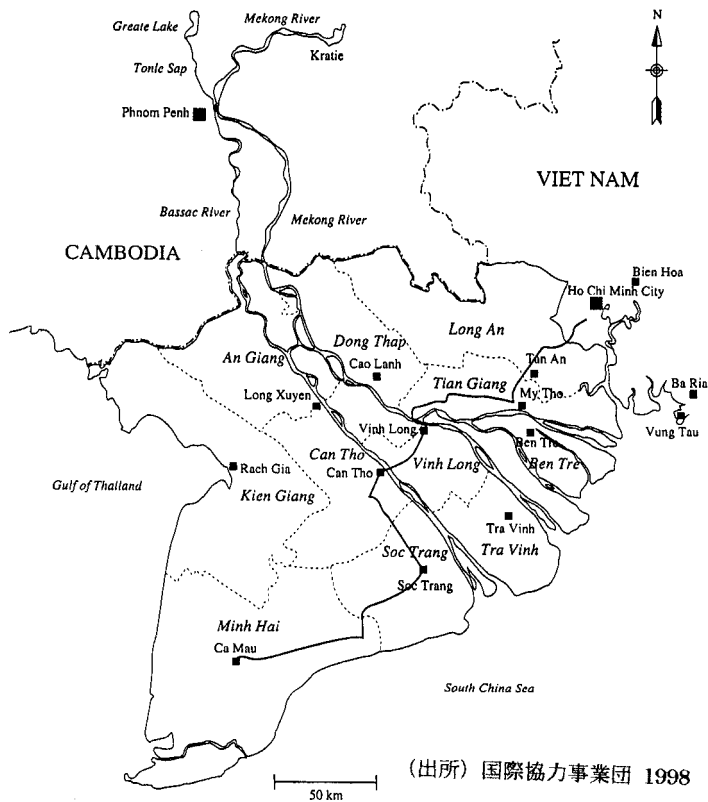 Greate Lake
Mekong River
N
Kratie
Tonle Sap
Phnom Penh
VIET NAM
Bassac River
Mekong River
CAMBODIA
Bien Hoa
Ho Chi Minh City
Long An
Dong Thap
An Giang
Cao Lanh
Tan An
Tian Giang
Ba Ria
Long Xuyen
My Tho
Vung Tau
Vinh Long
Ben Tre
Can Tho
Vinh Long
Ben Tre
Rach Gia
Can Tho
Gulf of Thailand
Kien Giang
Tra Vinh
Soc Trang
Tra Vinh
Soc Trang
Minh Hai
Ca Mau
South China Sea
(出所) 国際協力事業団 1998
50 km